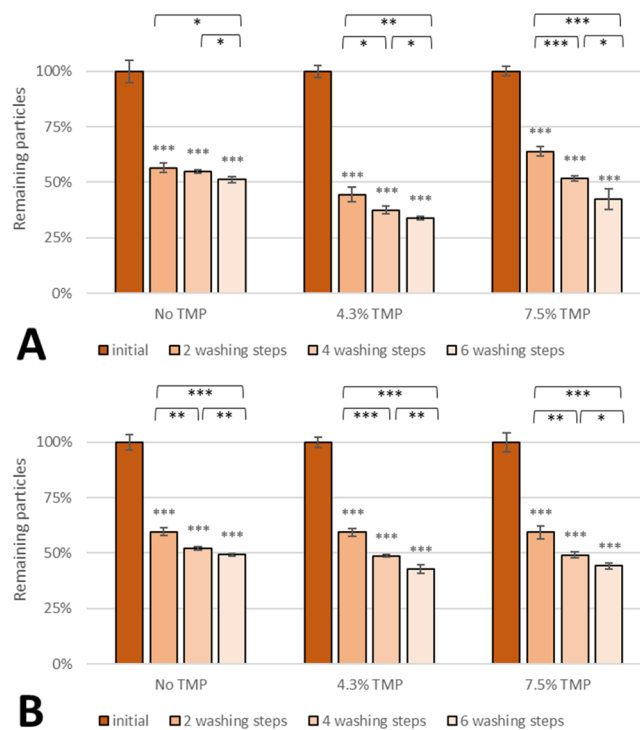 * ** ***
* * * *** *
100%
*** *** *** *** *** *** *** *** ***
75%
50%
25%
0%
Remaining particles
No TMP 4.3% TMP 7.5% TMP
A
initial 2 washing steps 4 washing steps 6 washing steps
*** *** ***
** ** *** ** ** *
100%
*** *** *** *** *** *** *** *** ***
75%
50%
25%
0%
Remaining particles
No TMP 4.3% TMP 7.5% TMP
B
initial 2 washing steps 4 washing steps 6 washing steps